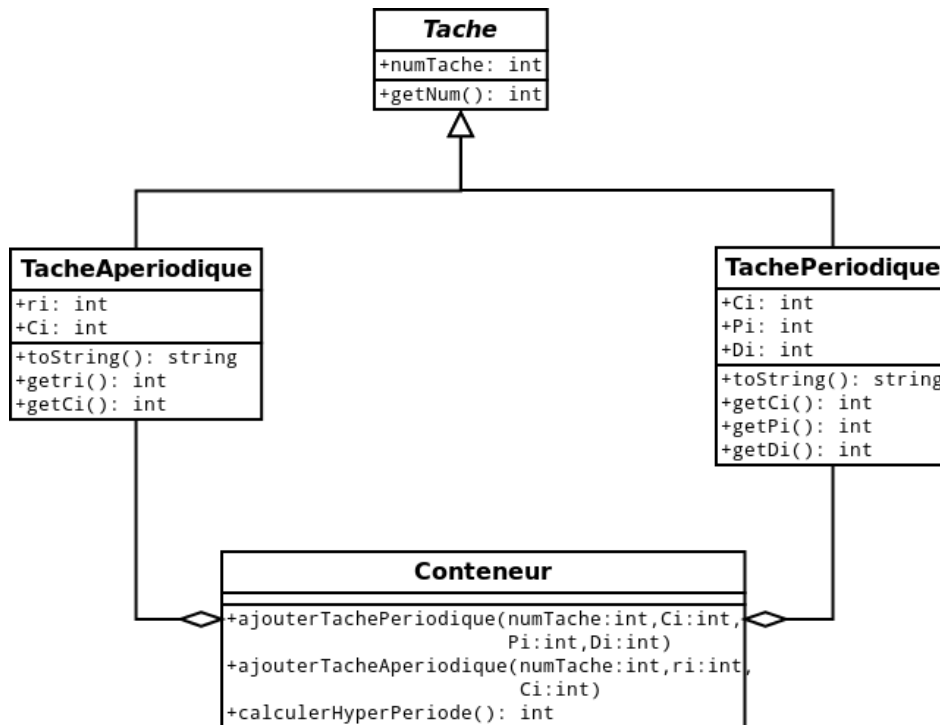 Tache
+numTache: int
+getNum(): int
TacheAperiodique
+ri: int
+Ci: int
+toString(): string
+getri(): int
+getCi(): int
TachePeriodique
+Ci: int
+Pi: int
+Di: int
+toString(): string
+getCi(): int
+getPi(): int
+getDi(): int
Conteneur
+ajouterTachePeriodique(numTache:int,Ci:int,
Pi:int,Di:int)
+ajouterTacheAperiodique(numTache:int,ri:int,
Ci:int)
+calculerHyperPeriode(): int